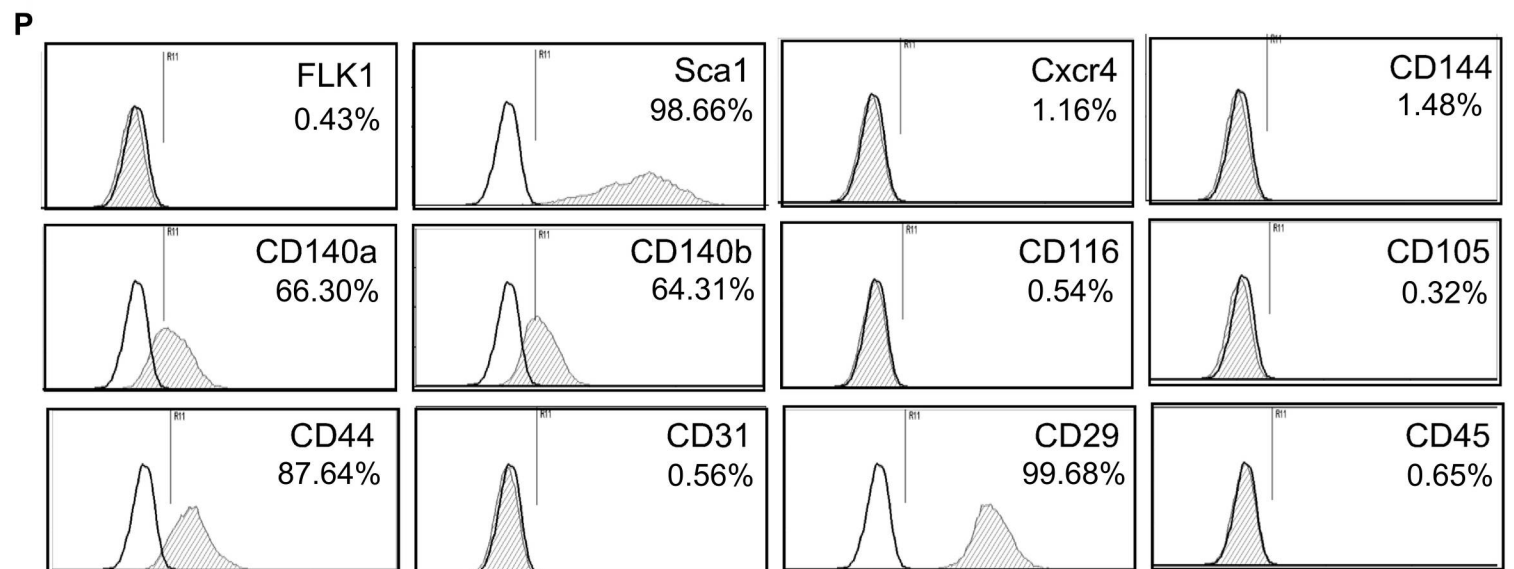 P
R11
FLK1
0.43%
R11
Sca1
98.66%
R11
Cxcr4
1.16%
R11
CD144
1.48%
R11
CD140a
66.30%
R11
CD140b
64.31%
R11
CD116
0.54%
R11
CD105
0.32%
R11
CD44
87.64%
R11
CD31
0.56%
R11
CD29
99.68%
R11
CD45
0.65%